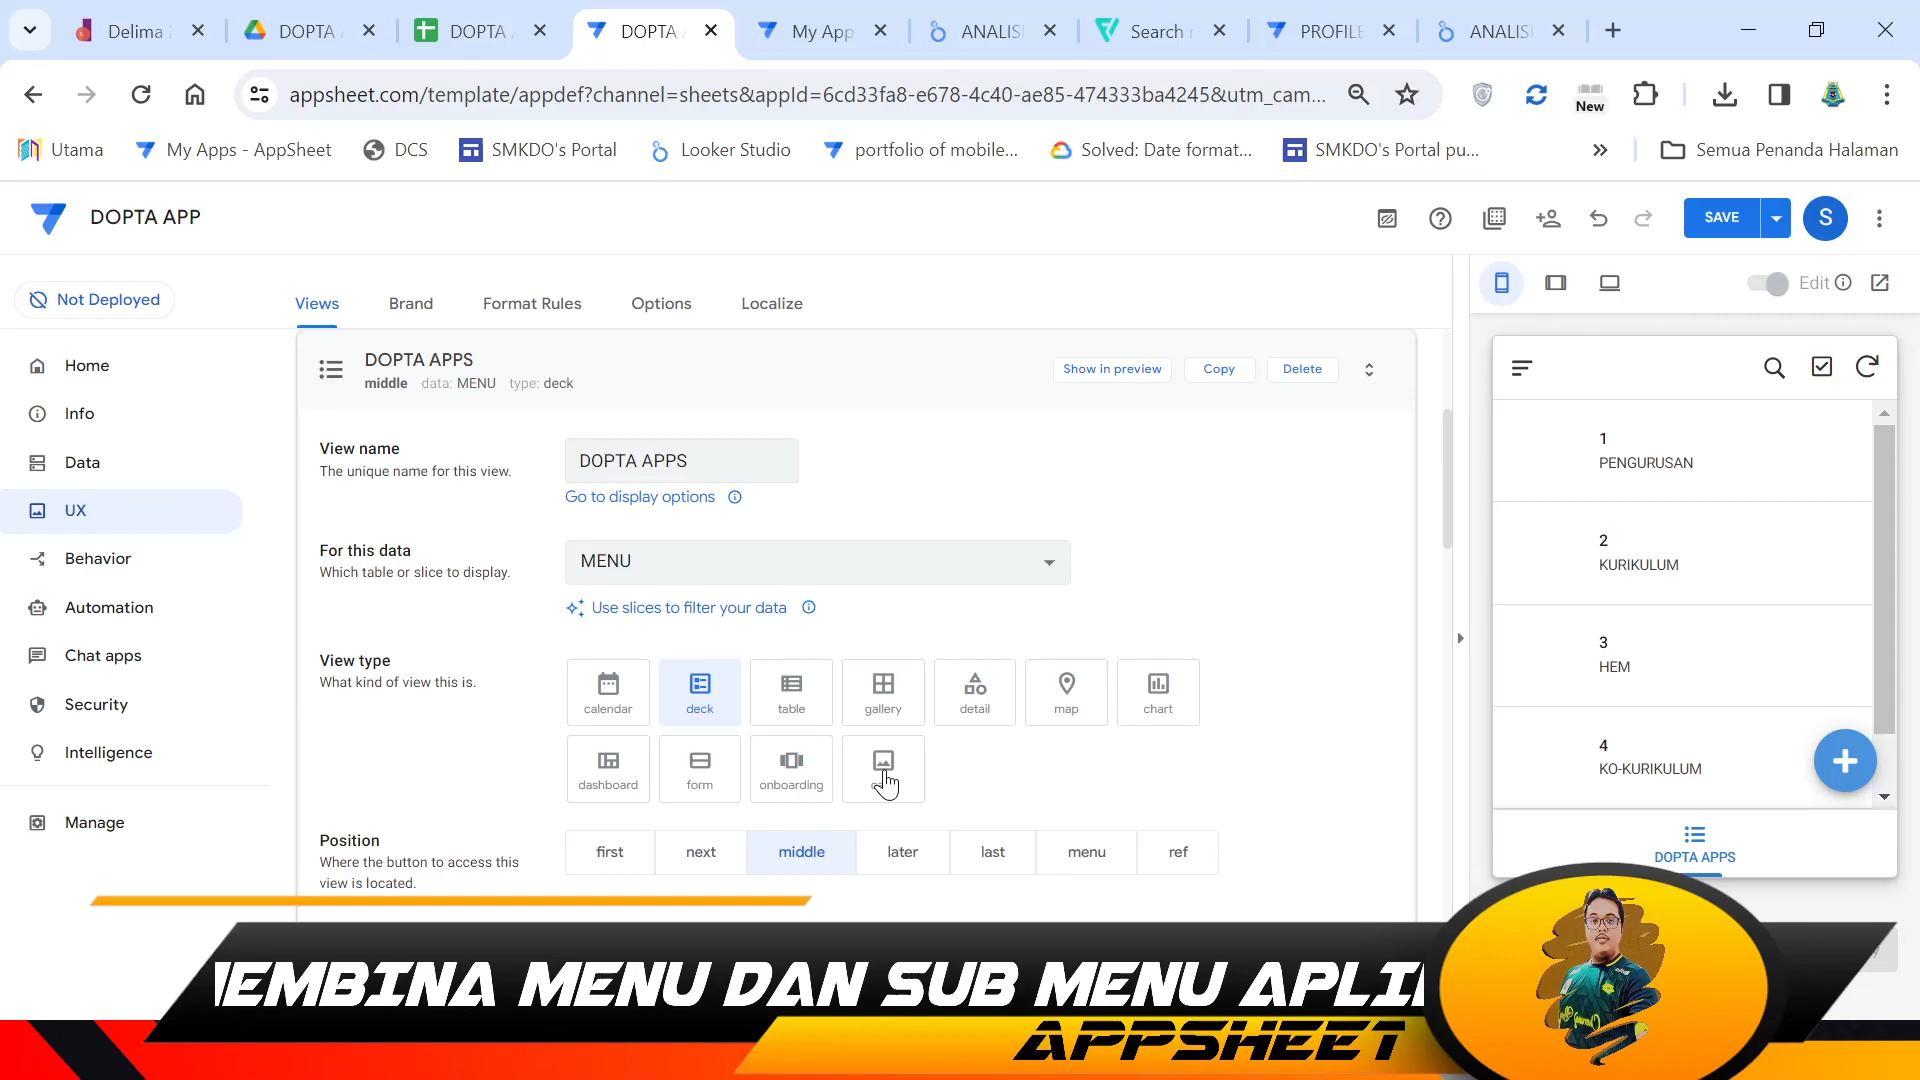 Delima
DOPTA
DOPTA
DOPTA
My App
ANALIS
Search
PROFILE
ANALIS
appsheet.com/template/appdef?channel=sheets&appId=6cd33fa8-e678-4c40-ae85-474333ba4245&utm_cam...
New
Utama
My Apps - AppSheet
DCS
SMKDO's Portal
Looker Studio
portfolio of mobile...
Solved: Date format...
SMKDO's Portal pu...
Semua Penanda Halaman
DOPTA APP
SAVE
S
Not Deployed
Views
Brand
Format Rules
Options
Localize
Edit
Home
Info
Data
UX
Behavior
Automation
Chat apps
Security
Intelligence
Manage
DOPTA APPS
middle data: MENU type: deck
Show in preview
Copy
Delete
View name
The unique name for this view.
DOPTA APPS
Go to display options
For this data
Which table or slice to display.
MENU
Use slices to filter your data
View type
What kind of view this is.
calendar
deck
table
gallery
detail
map
chart
dashboard
form
onboarding
Position
Where the button to access this
view is located.
first
next
middle
later
last
menu
ref
1
PENGURUSAN
2
KURIKULUM
3
HEM
4
KO-KURIKULUM
DOPTA APPS
MEMBINA MENU DAN SUB MENU APLI
APPSHEET